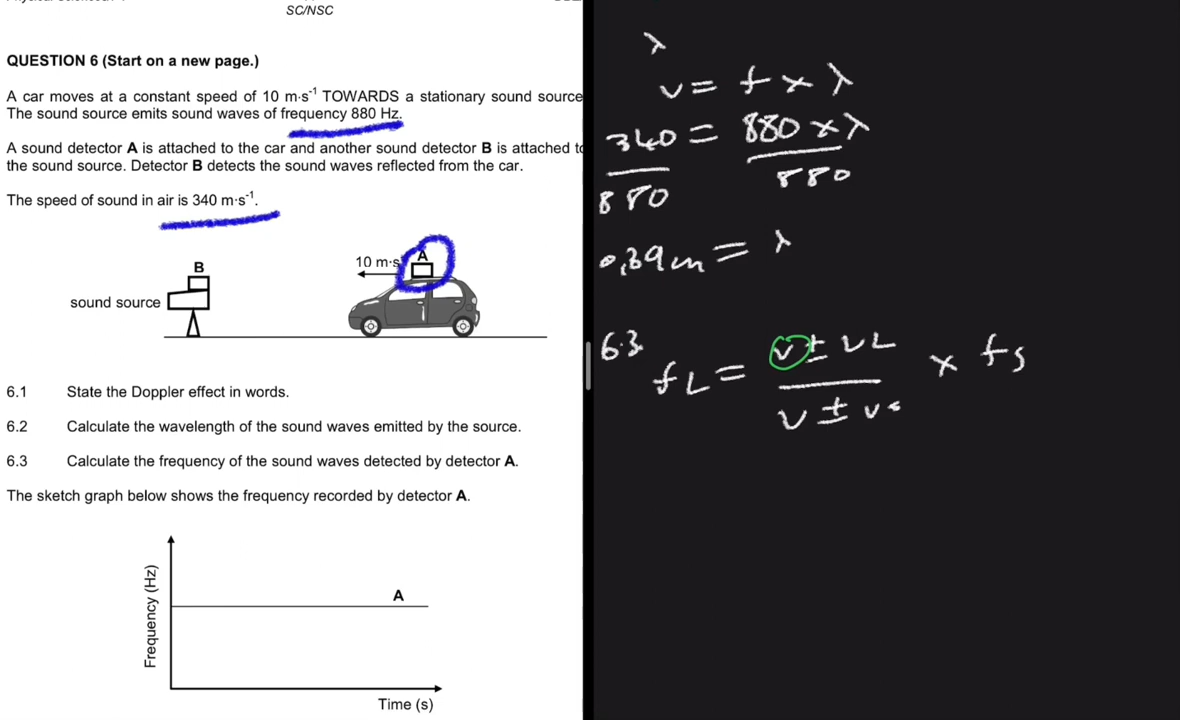 SC/NSC
QUESTION 6 (Start on a new page.)
A car moves at a constant speed of 10 m·s⁻¹ TOWARDS a stationary sound source
The sound source emits sound waves of frequency 880 Hz.
A sound detector A is attached to the car and another sound detector B is attached to
the sound source. Detector B detects the sound waves reflected from the car.
The speed of sound in air is 340 m·s⁻¹.
B
10 m·s
A
sound source
6.1 State the Doppler effect in words.
6.2 Calculate the wavelength of the sound waves emitted by the source.
6.3 Calculate the frequency of the sound waves detected by detector A.
The sketch graph below shows the frequency recorded by detector A.
Frequency (Hz)
A
Time (s)
λ
v = f × λ
340 = 880 × λ
880 880
0,39m = λ
6.3
fL = v ± vL × fs
v ± vs